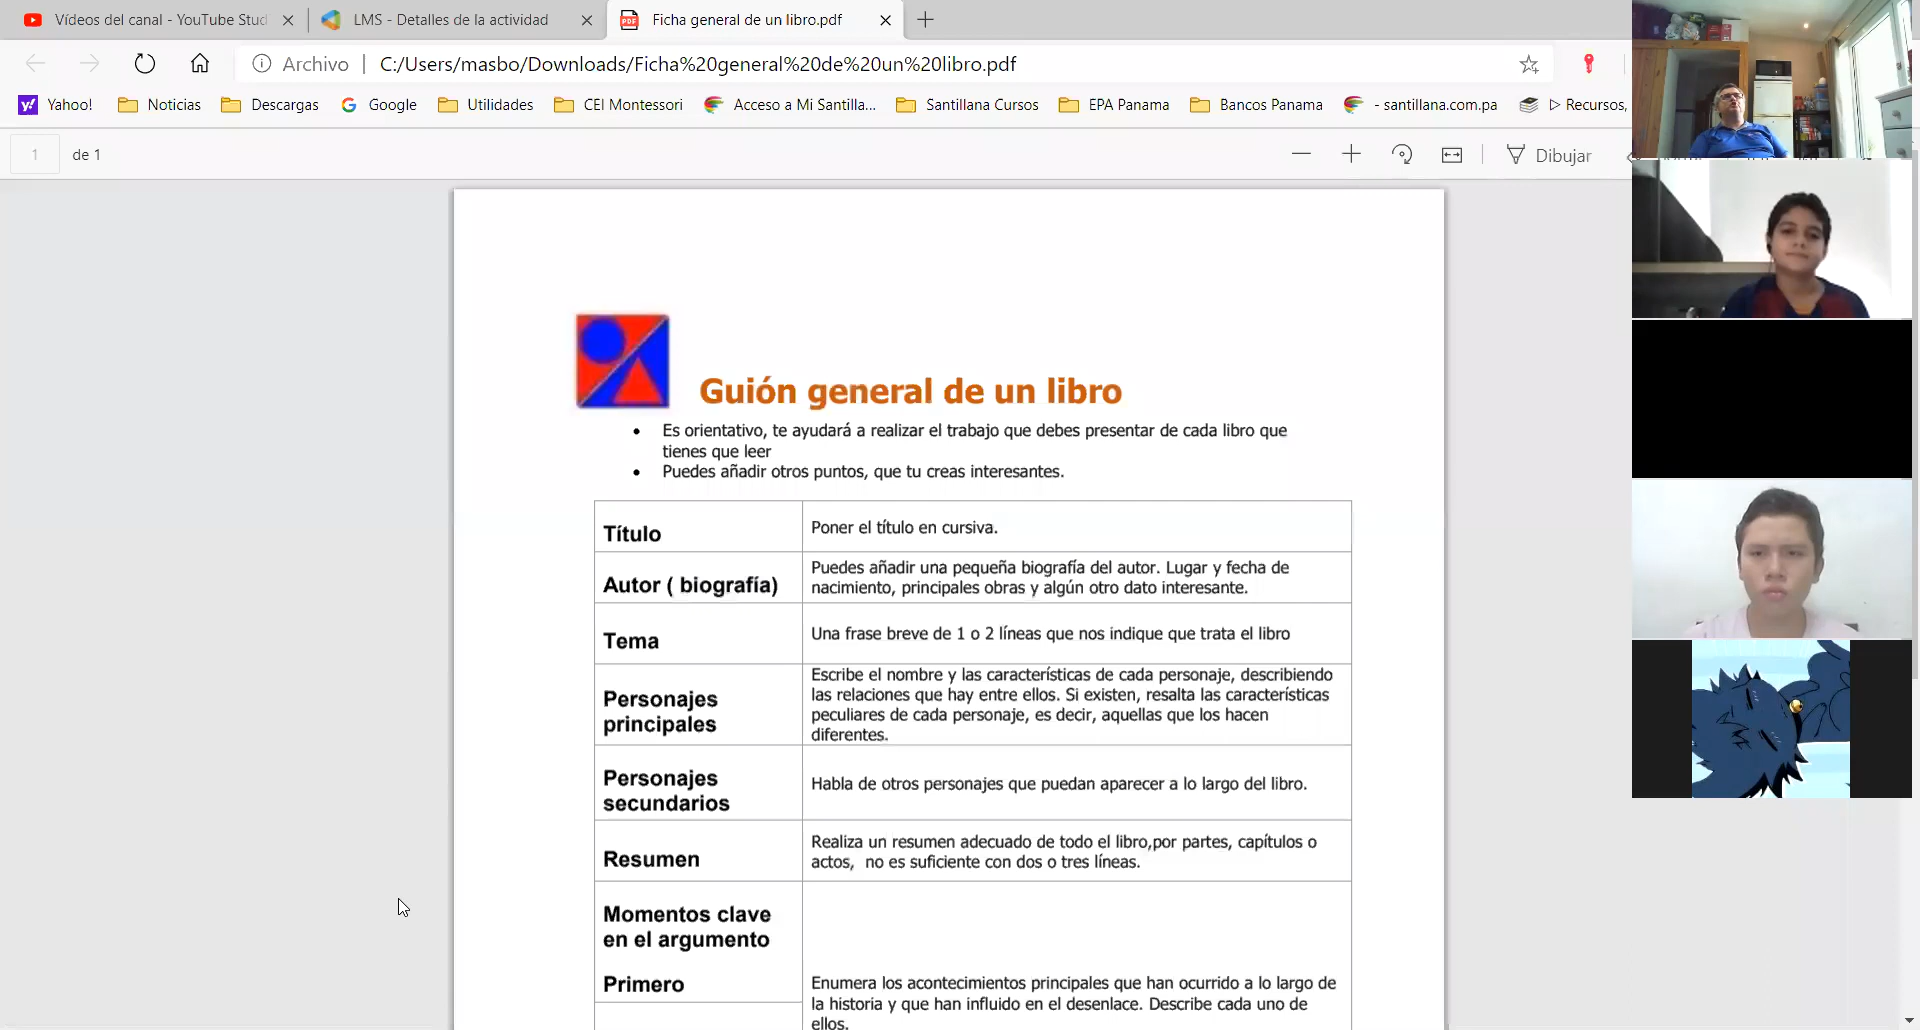 Vídeos del canal - YouTube Stud
LMS - Detalles de la actividad
Ficha general de un libro.pdf
Archivo
C:/Users/masbo/Downloads/Ficha%20general%20de%20un%20libro.pdf
Yahoo!
Noticias
Descargas
Google
Utilidades
CEI Montessori
Acceso a Mi Santilla...
Santillana Cursos
EPA Panama
Bancos Panama
- santillana.com.pa
Recursos,
1 de 1
Dibujar
Guión general de un libro
• Es orientativo, te ayudará a realizar el trabajo que debes presentar de cada libro que
tienes que leer
• Puedes añadir otros puntos, que tu creas interesantes.
Título
Poner el título en cursiva.
Autor ( biografía)
Puedes añadir una pequeña biografía del autor. Lugar y fecha de
nacimiento, principales obras y algún otro dato interesante.
Tema
Una frase breve de 1 o 2 líneas que nos indique que trata el libro
Personajes
principales
Escribe el nombre y las características de cada personaje, describiendo
las relaciones que hay entre ellos. Si existen, resalta las características
peculiares de cada personaje, es decir, aquellas que los hacen
diferentes.
Personajes
secundarios
Habla de otros personajes que puedan aparecer a lo largo del libro.
Resumen
Realiza un resumen adecuado de todo el libro,por partes, capítulos o
actos, no es suficiente con dos o tres líneas.
Momentos clave
en el argumento
Primero
Enumera los acontecimientos principales que han ocurrido a lo largo de
la historia y que han influido en el desenlace. Describe cada uno de
ellos.